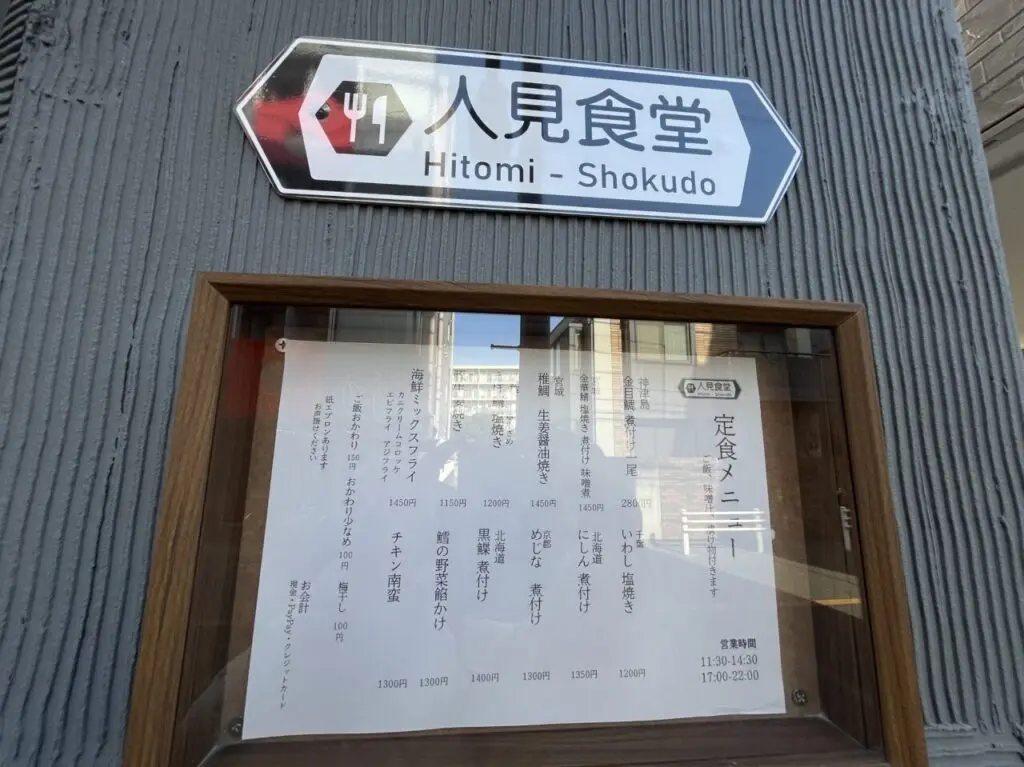 人見食堂
Hitomi - Shokudo
人見食堂
定食メニュー
ご飯、味噌汁、漬け物付きます
神津島
金目鯛 煮付け 一尾
金華鯖 塩焼き 煮付け 味噌煮
1450円
宮城
稚鯛 生姜醤油焼き
1450円
塩焼き
1200円
焼き
1150円
海鮮ミックスフライ
カニクリームコロッケ
エビフライ アジフライ
1450円
千葉
いわし 塩焼き
1200円
北海道
にしん 煮付け
1350円
京都
めじな 煮付け
1300円
北海道
黒鰈 煮付け
1400円
鱈の野菜餡かけ
1300円
チキン南蛮
1300円
ご飯おかわり 150円 おかわり少なめ 100円 梅干し 100円
紙エプロンあります
お声掛けください
お会計
現金・PayPay・クレジットカード
営業時間
11:30-14:30
17:00-22:00